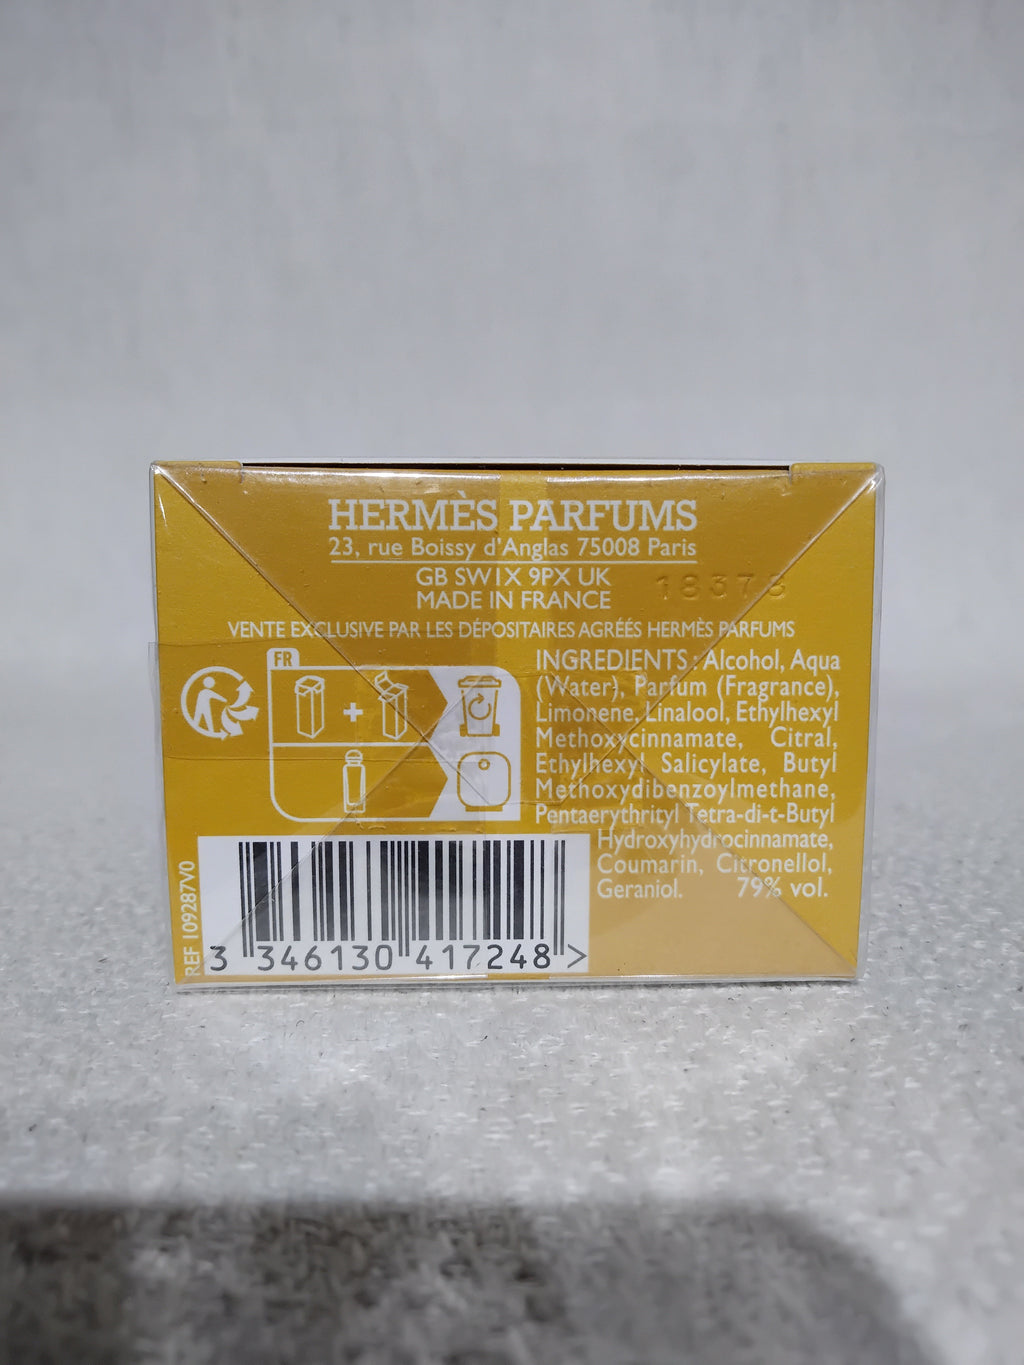 HERMÈS PARFUMS
23, rue Boissy d'Anglas 75008 Paris
GB SW1X 9PX UK
MADE IN FRANCE
18378
VENTE EXCLUSIVE PAR LES DÉPOSITAIRES AGRÉÉS HERMÈS PARFUMS
FR
INGREDIENTS : Alcohol, Aqua
(Water), Parfum (Fragrance),
Limonene, Linalool, Ethylhexyl
Methoxycinnamate, Citral,
Ethylhexyl Salicylate, Butyl
Methoxydibenzoylmethane,
Pentaerythrityl Tetra-di-t-Butyl
Hydroxyhydrocinnamate,
Coumarin, Citronellol,
Geraniol. 79% vol.
REF 109287V0
3 346130 417248 >